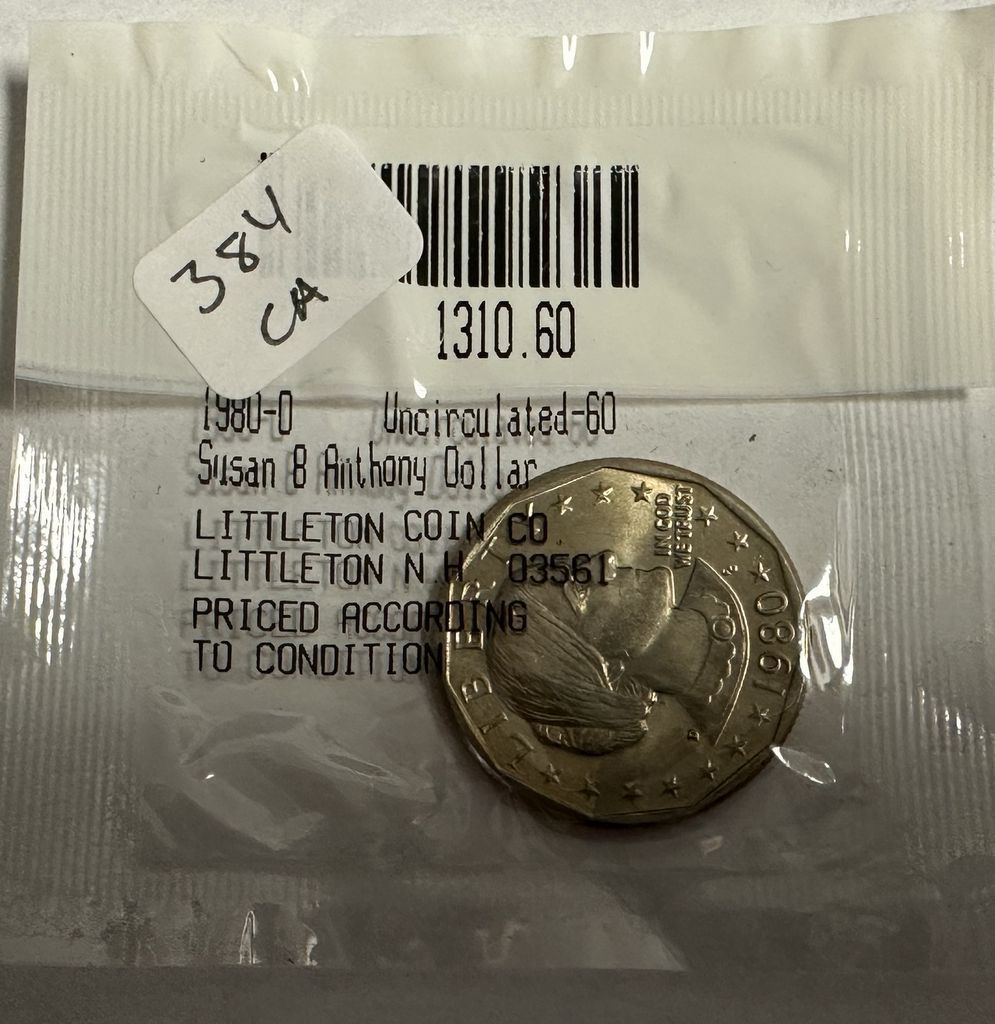 384
CA
1310.60
1980-D Uncirculated-60
Susan B Anthony Dollar
LITTLETON COIN CO
LITTLETON N.H 03561-
PRICED ACCORDING
TO CONDITION
LIBER
IN GOD
WE TRUST
1980
D